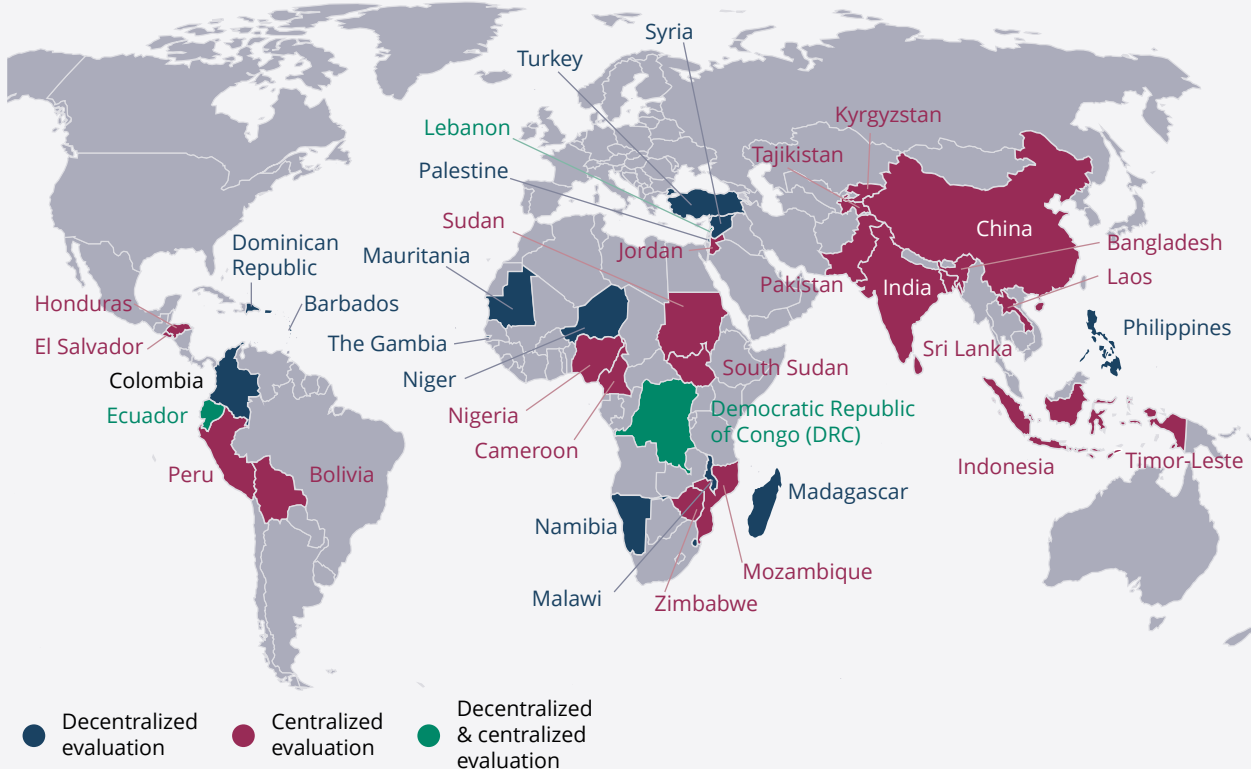 Syria
Turkey
Kyrgyzstan
Lebanon
Tajikistan
Palestine
Sudan
China
Dominican
Republic
Mauritania
Jordan
Bangladesh
Pakistan
India
Laos
Honduras
Barbados
The Gambia
Philippines
El Salvador
Sri Lanka
Colombia
Niger
South Sudan
Ecuador
Nigeria
Democratic Republic
of Congo (DRC)
Cameroon
Peru
Bolivia
Indonesia
Timor-Leste
Madagascar
Namibia
Mozambique
Malawi
Zimbabwe
Decentralized
evaluation
Centralized
evaluation
Decentralized
& centralized
evaluation